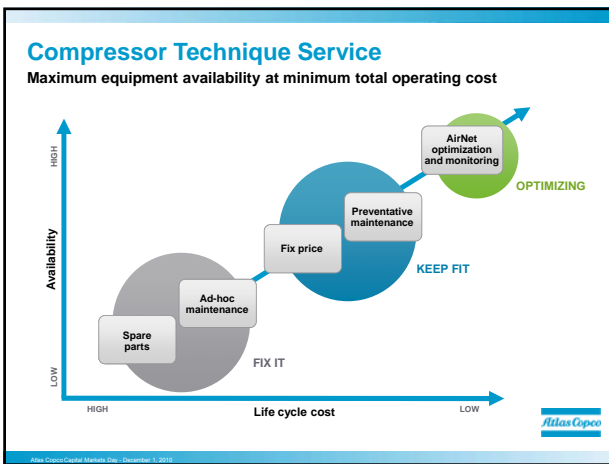 Compressor Technique Service
Maximum equipment availability at minimum total operating cost
HIGH
Availability
LOW
AirNet
optimization
and monitoring
OPTIMIZING
Preventative
maintenance
Fix price
KEEP FIT
Ad-hoc
maintenance
Spare
parts
FIX IT
HIGH
Life cycle cost
LOW
Atlas Copco
Atlas Copco Capital Markets Day - December 1, 2010